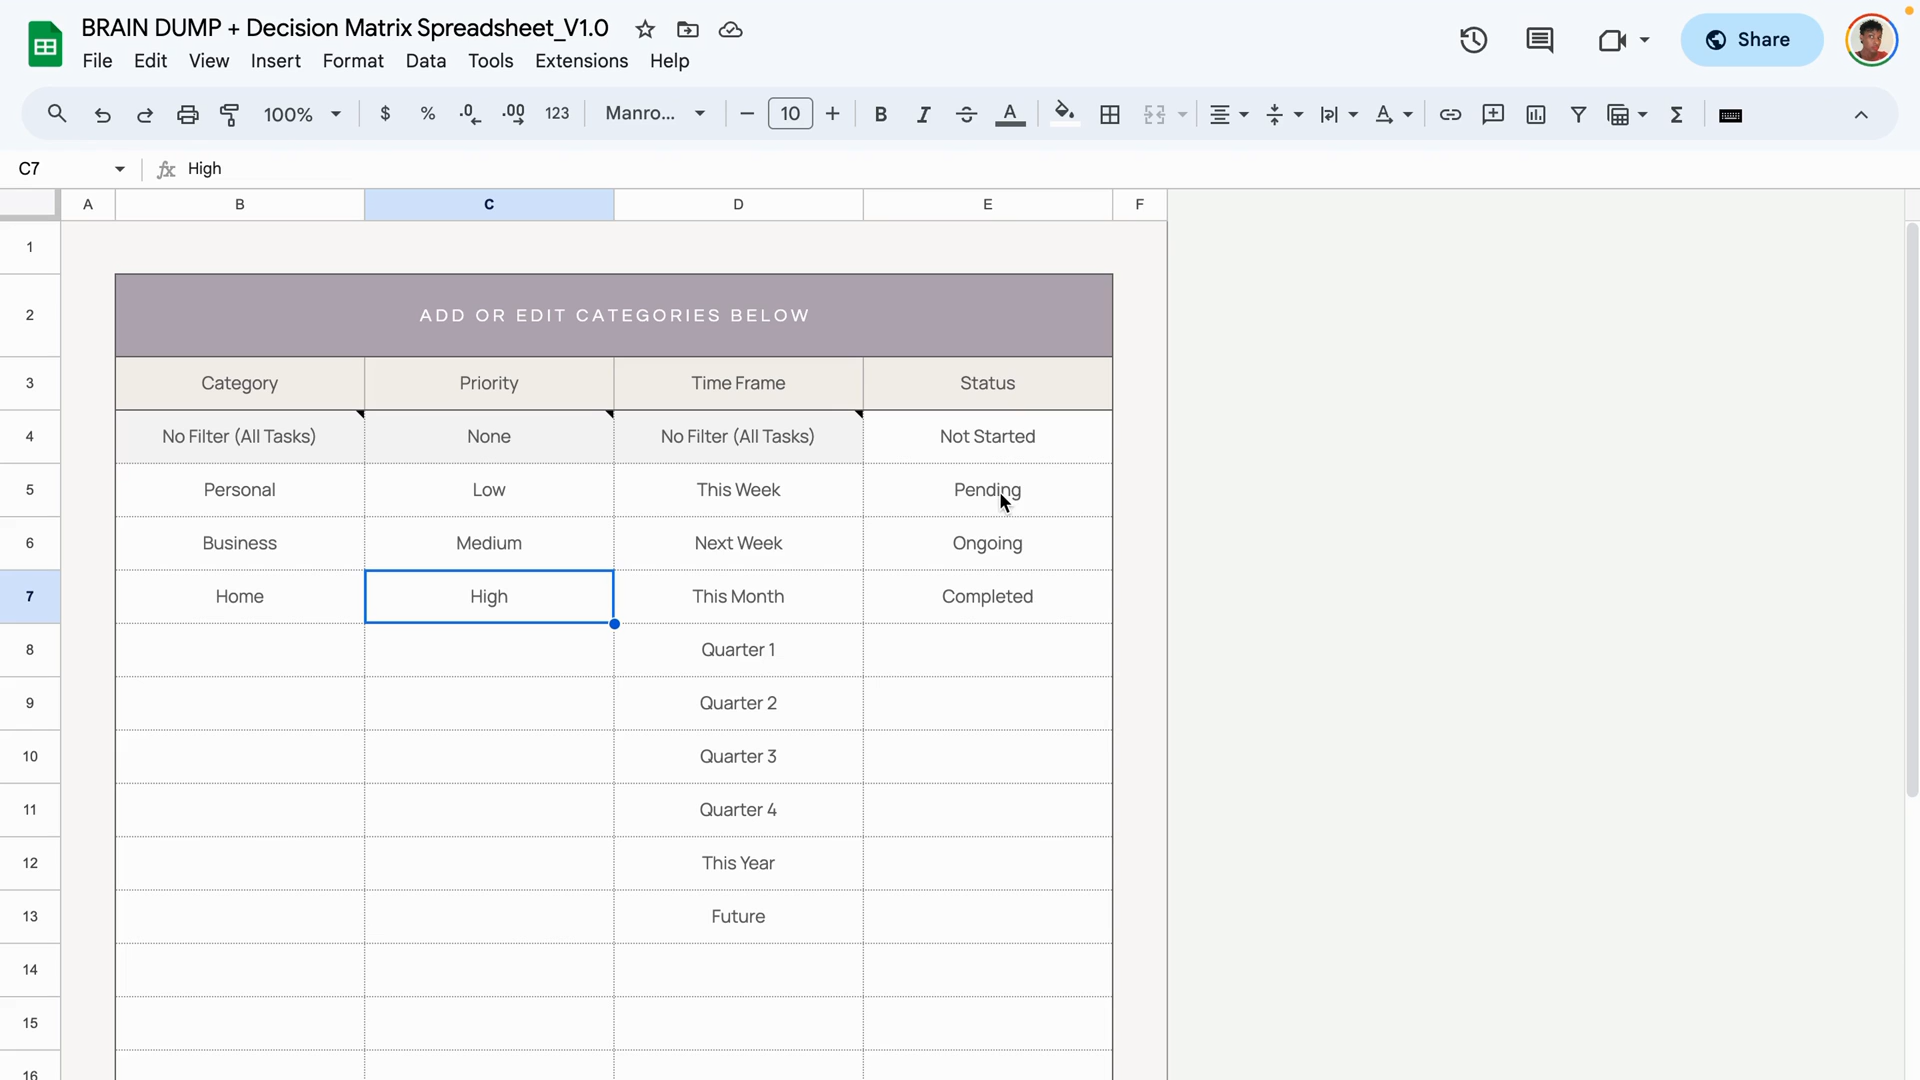 BRAIN DUMP + Decision Matrix Spreadsheet_V1.0
File Edit View Insert Format Data Tools Extensions Help
Share
100% $ % .0 .00 123 Manro... 10 B I A
C7 fx High
A B C D E F
1
2 ADD OR EDIT CATEGORIES BELOW
3 Category Priority Time Frame Status
4 No Filter (All Tasks) None No Filter (All Tasks) Not Started
5 Personal Low This Week Pending
6 Business Medium Next Week Ongoing
7 Home High This Month Completed
8 Quarter 1
9 Quarter 2
10 Quarter 3
11 Quarter 4
12 This Year
13 Future
14
15
16